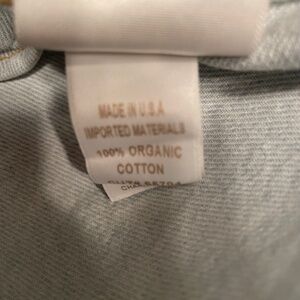 MADE IN U.S.A
IMPORTED MATERIALS
100% ORGANIC
COTTON